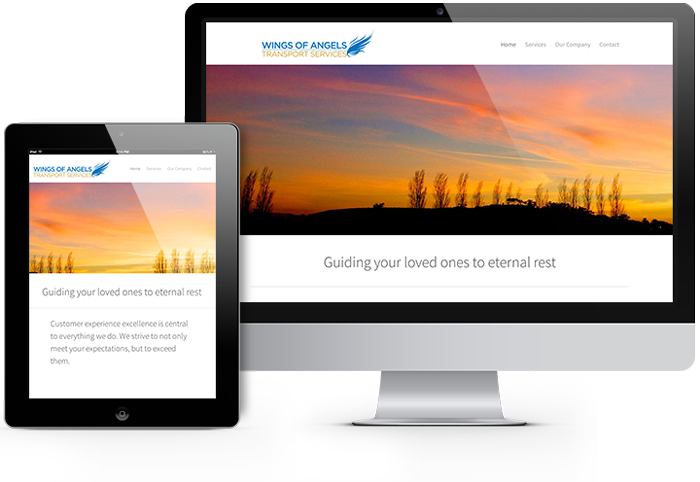 WINGS OF ANGELS
TRANSPORT SERVICES
Home Services Our Company Contact
Guiding your loved ones to eternal rest
iPad
WINGS OF ANGELS
TRANSPORT SERVICES
Home Services Our Company Contact
Guiding your loved ones to eternal rest
Customer experience excellence is central
to everything we do. We strive to not only
meet your expectations, but to exceed
them.